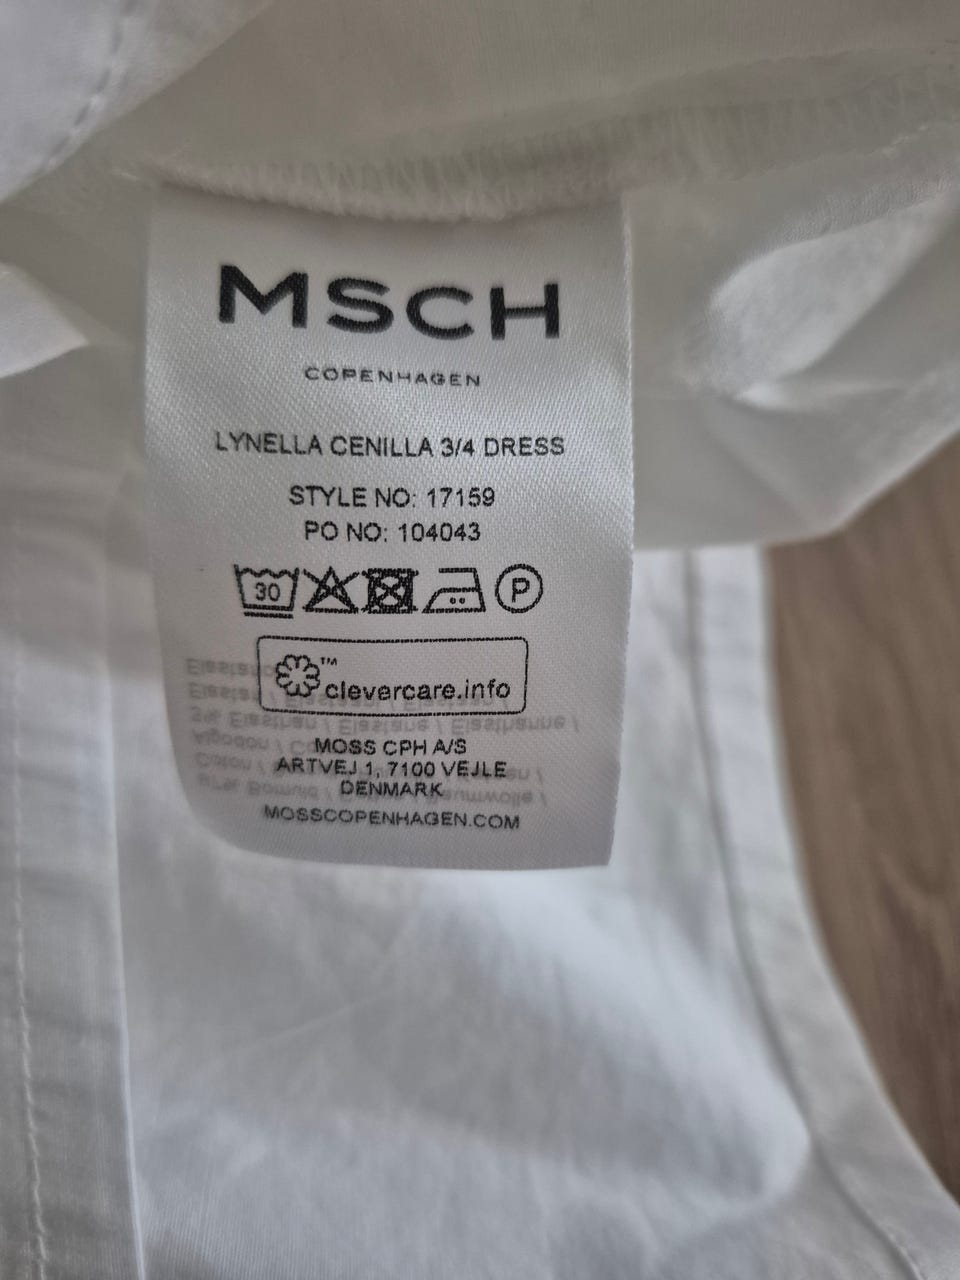 MSCH
COPENHAGEN
LYNELLA CENILLA 3/4 DRESS
STYLE NO: 17159
PO NO: 104043
30 P
™
clevercare.info
MOSS CPH A/S
ARTVEJ 1, 7100 VEJLE
DENMARK
MOSSCOPENHAGEN.COM